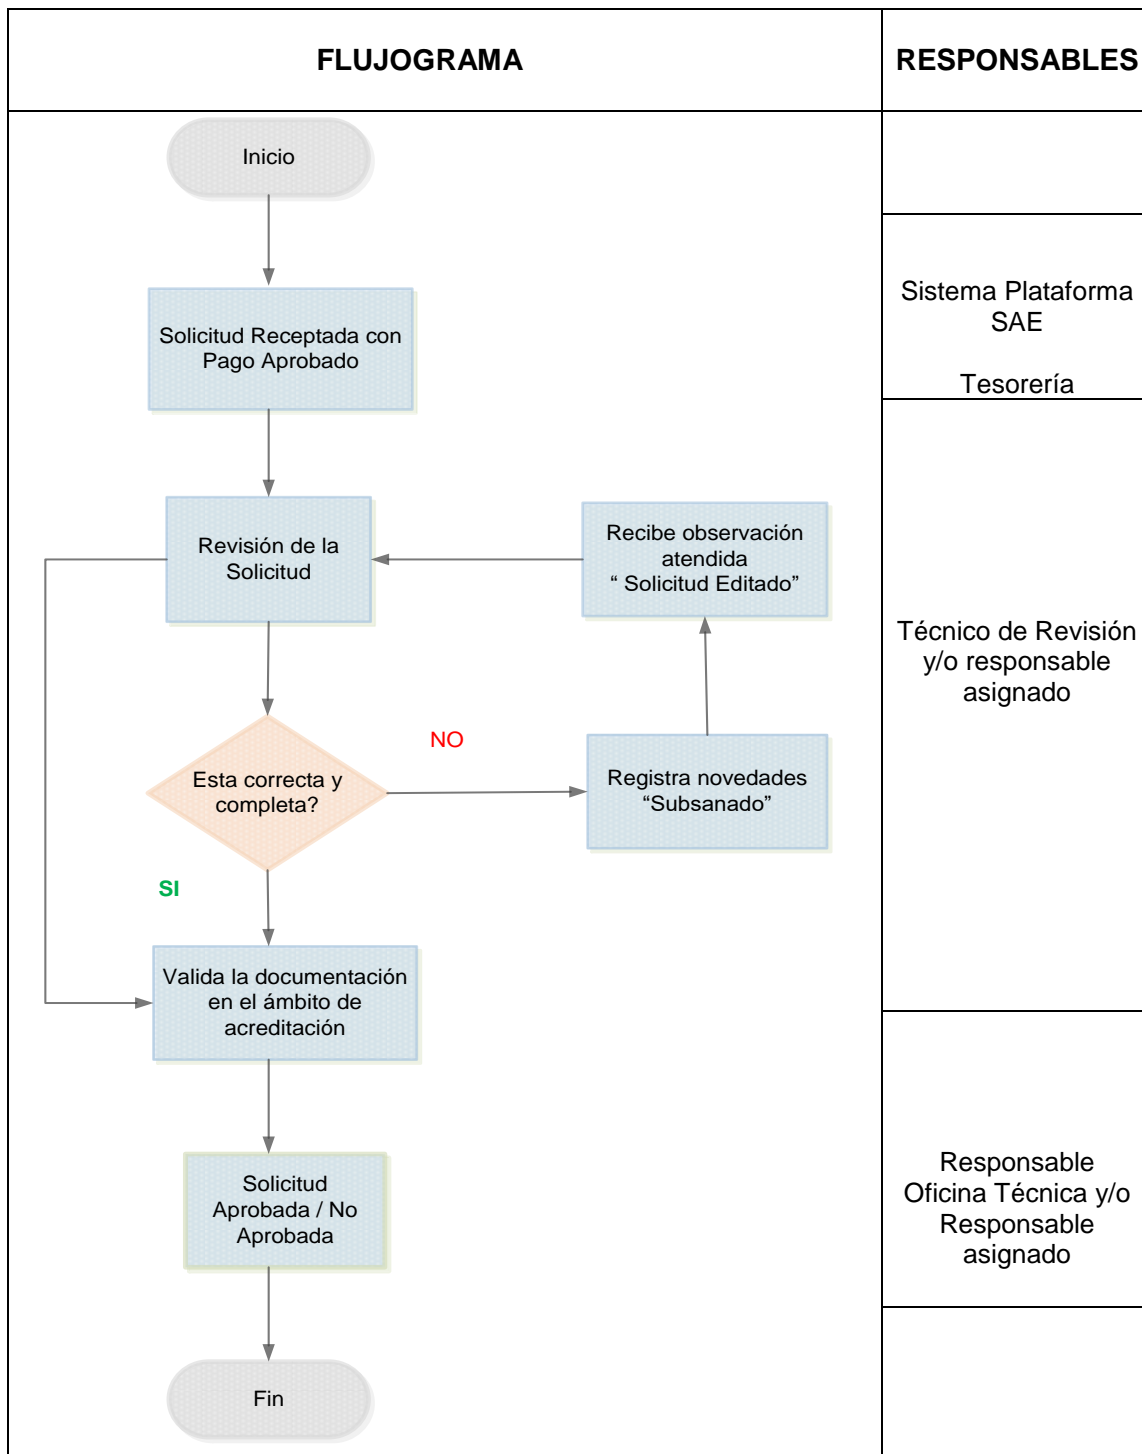 FLUJOGRAMA
RESPONSABLES
Inicio
Solicitud Receptada con
Pago Aprobado
Sistema Plataforma
SAE
Tesorería
Revisión de la
Solicitud
Recibe observación
atendida
“ Solicitud Editado”
Técnico de Revisión
y/o responsable
asignado
Esta correcta y
completa?
NO
Registra novedades
“Subsanado”
SI
Valida la documentación
en el ámbito de
acreditación
Solicitud
Aprobada / No
Aprobada
Responsable
Oficina Técnica y/o
Responsable
asignado
Fin